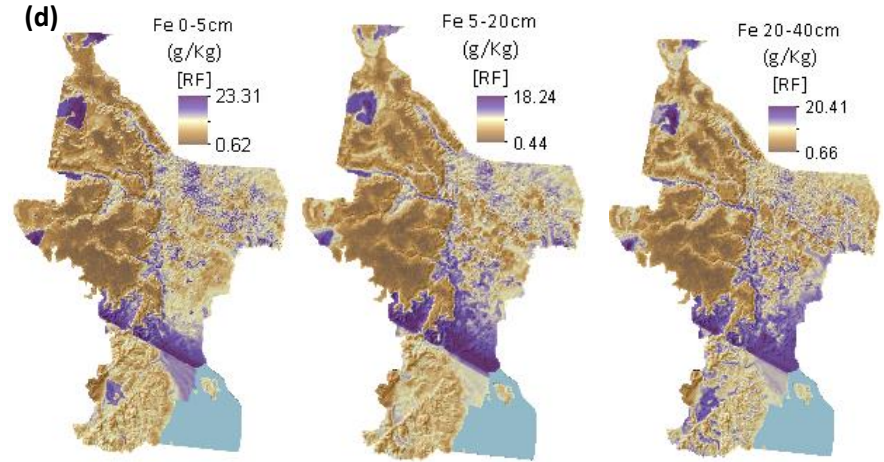 (d)
Fe 0-5cm
(g/Kg)
[RF]
23.31
0.62
Fe 5-20cm
(g/Kg)
[RF]
18.24
0.44
Fe 20-40cm
(g/Kg)
[RF]
20.41
0.66